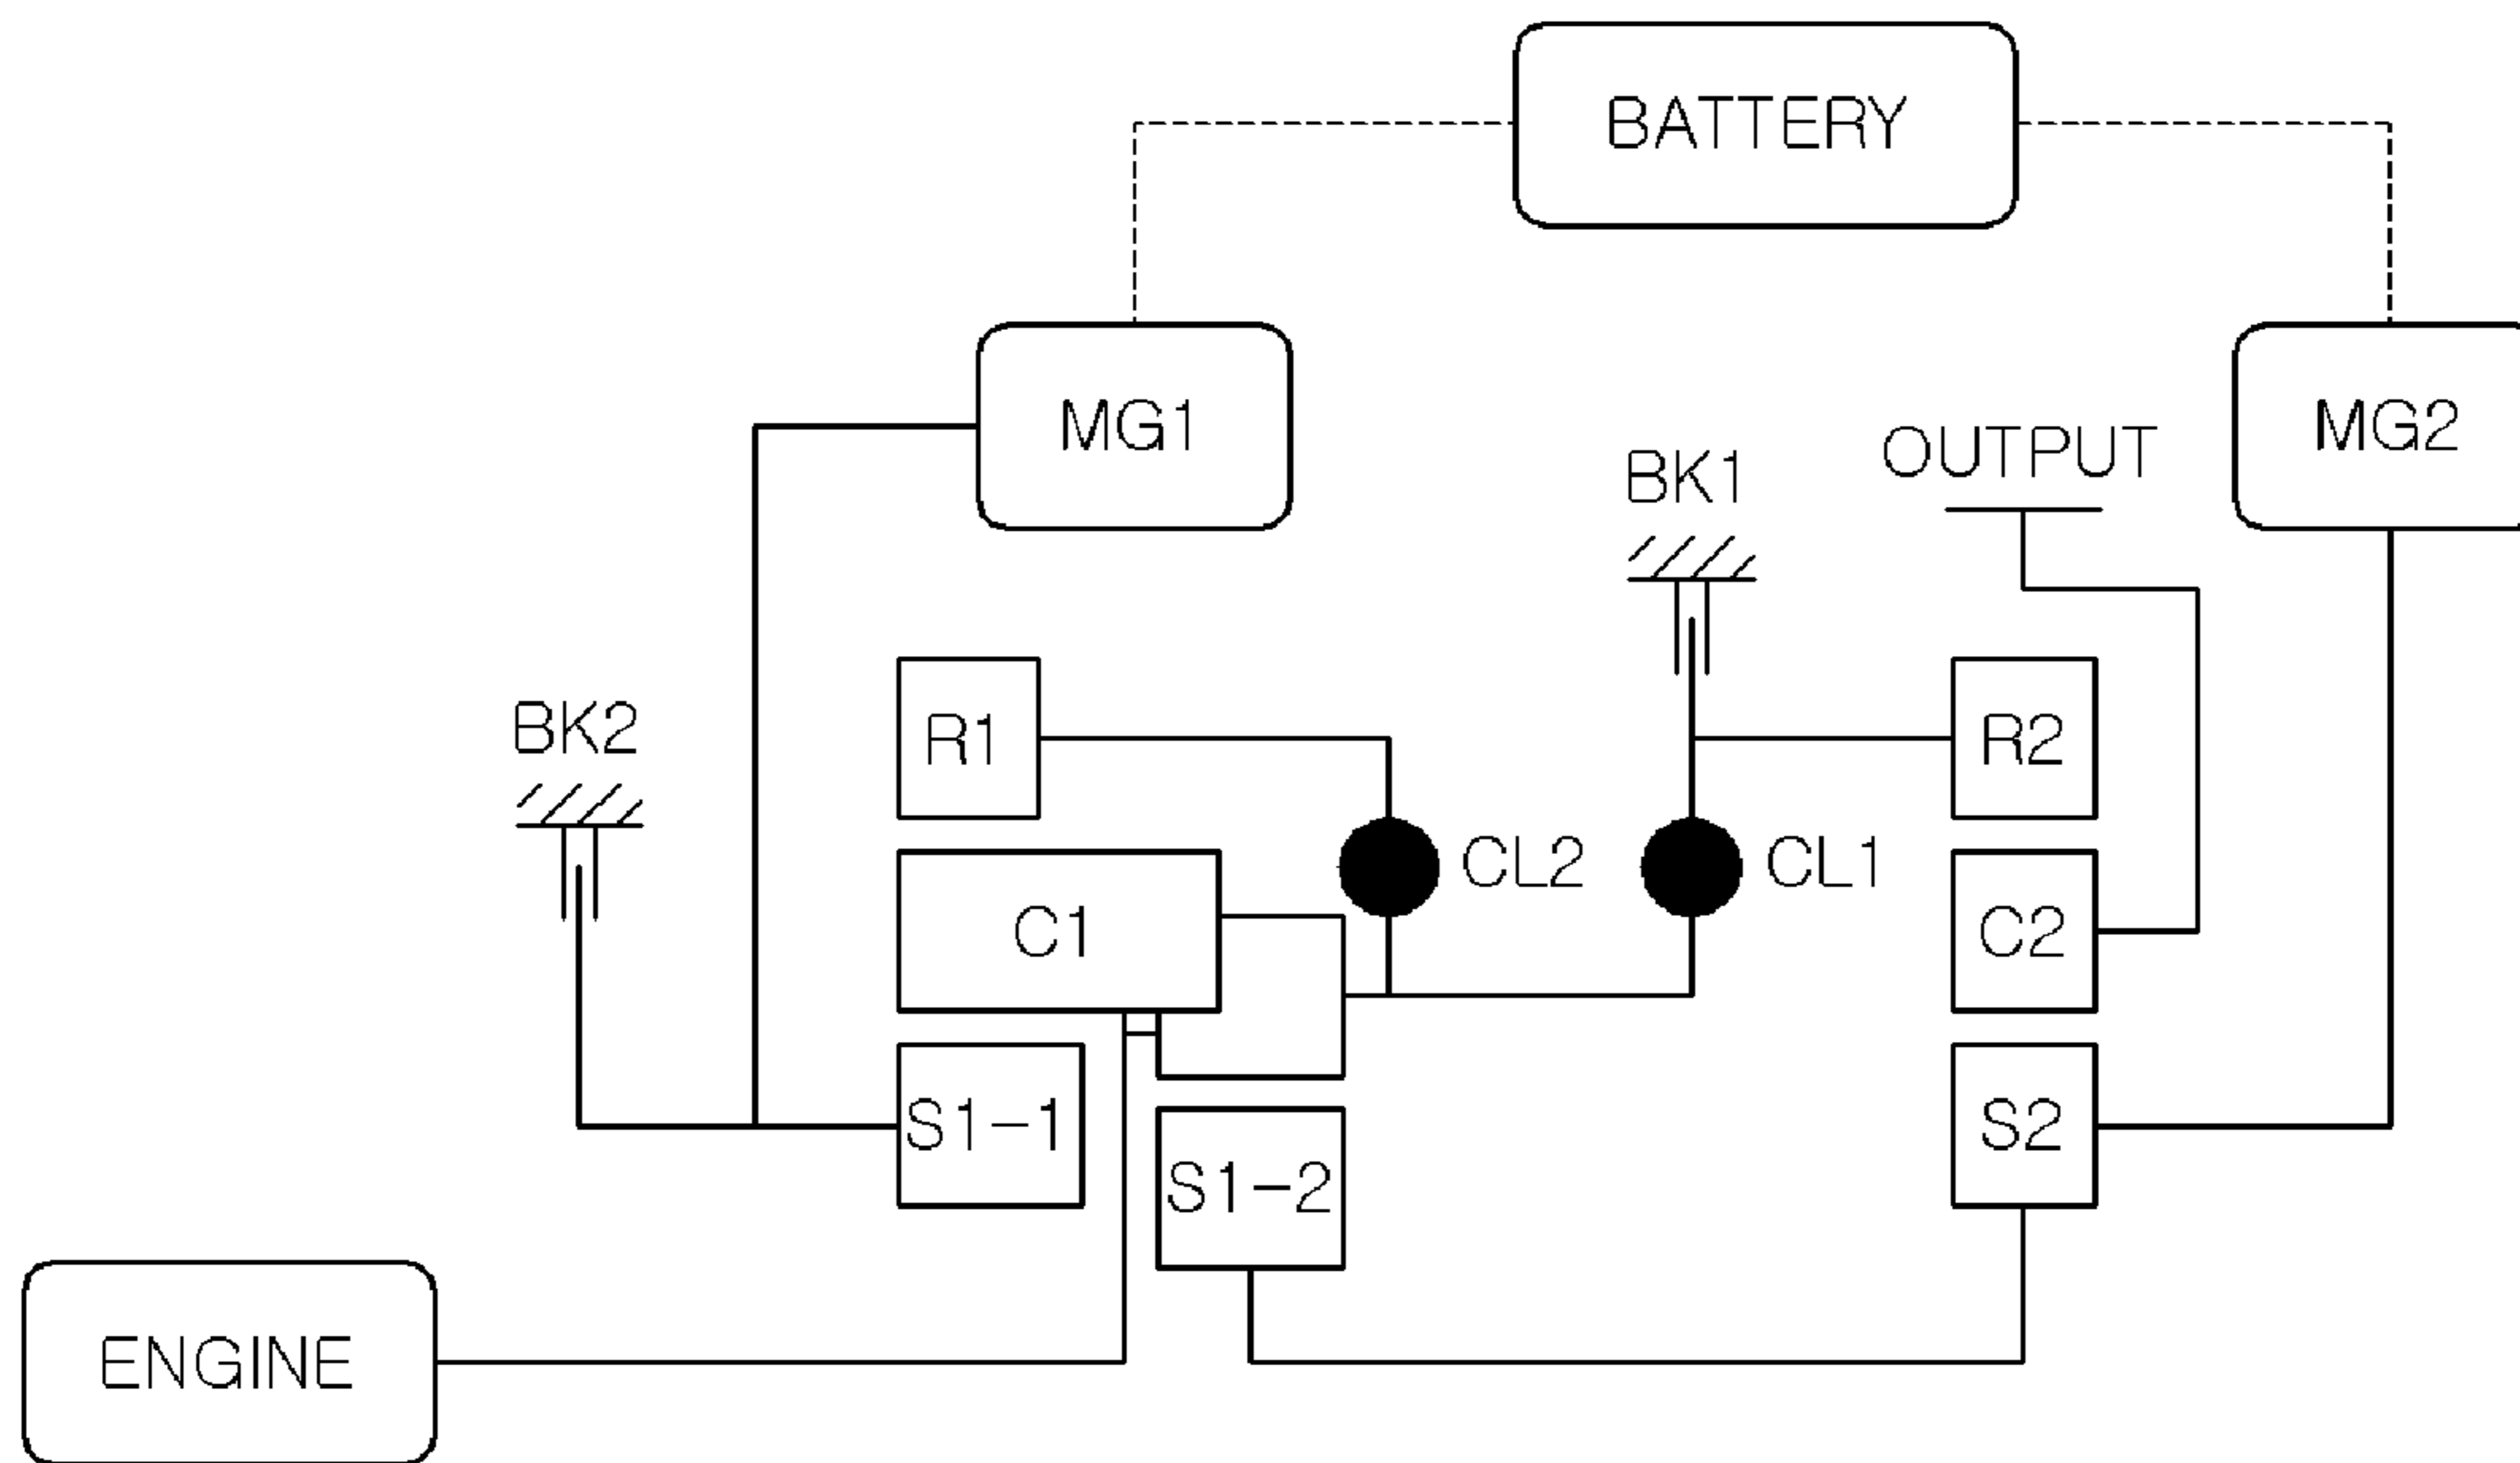 BATTERY
MG1
MG2
OUTPUT
BK1
BK2
R1
R2
CL2
CL1
C1
C2
S1-1
S2
S1-2
ENGINE